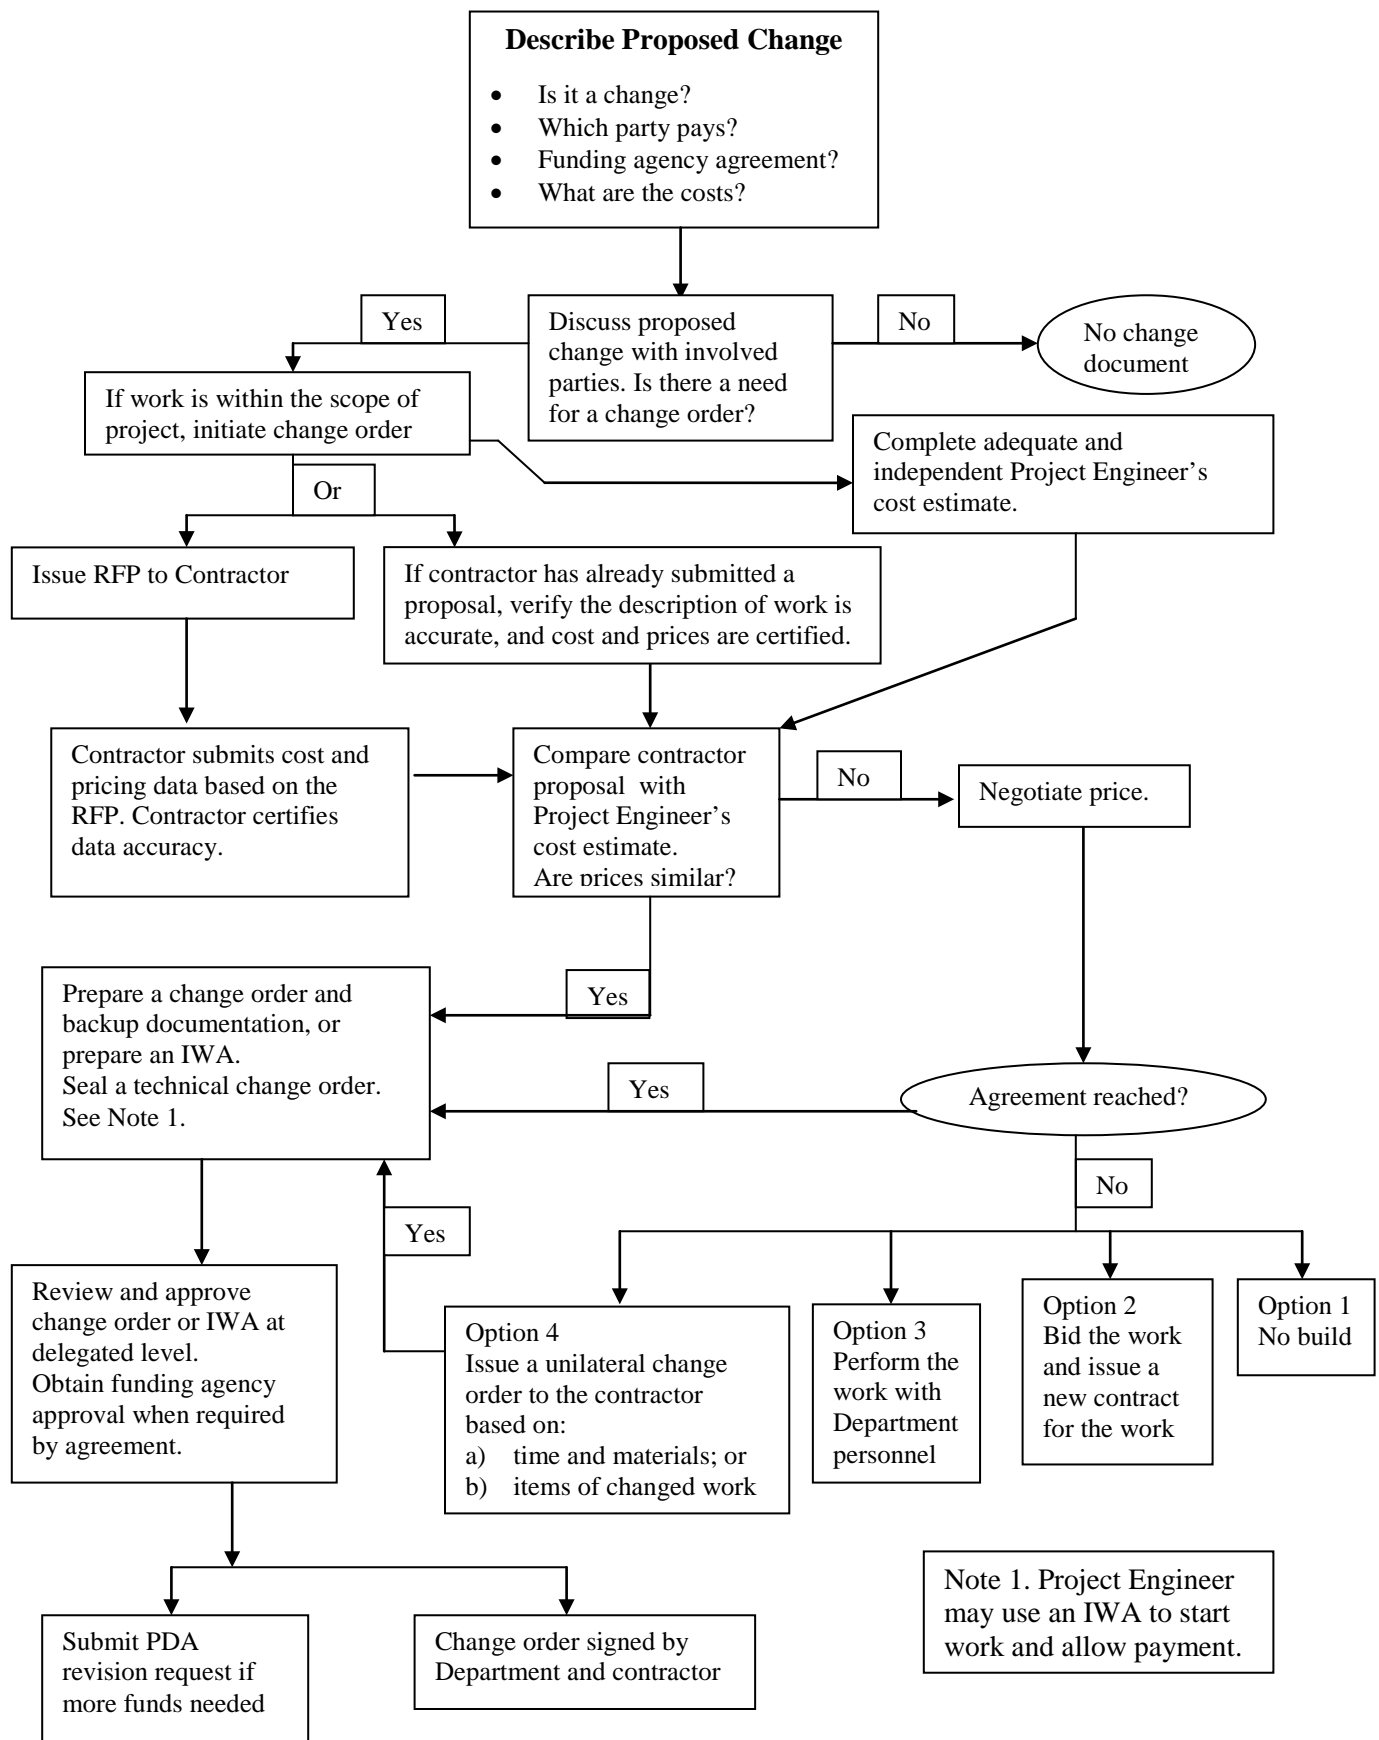 Describe Proposed Change
• Is it a change?
• Which party pays?
• Funding agency agreement?
• What are the costs?
Yes
Discuss proposed
change with involved
parties. Is there a need
for a change order?
No
No change
document
If work is within the scope of
project, initiate change order
Complete adequate and
independent Project Engineer’s
cost estimate.
Or
Issue RFP to Contractor
If contractor has already submitted a
proposal, verify the description of work is
accurate, and cost and prices are certified.
Contractor submits cost and
pricing data based on the
RFP. Contractor certifies
data accuracy.
Compare contractor
proposal with
Project Engineer’s
cost estimate.
Are prices similar?
No
Negotiate price.
Yes
Prepare a change order and
backup documentation, or
prepare an IWA.
Seal a technical change order.
See Note 1.
Yes
Agreement reached?
No
Yes
Review and approve
change order or IWA at
delegated level.
Obtain funding agency
approval when required
by agreement.
Option 4
Issue a unilateral change
order to the contractor
based on:
a) time and materials; or
b) items of changed work
Option 3
Perform the
work with
Department
personnel
Option 2
Bid the work
and issue a
new contract
for the work
Option 1
No build
Note 1. Project Engineer
may use an IWA to start
work and allow payment.
Submit PDA
revision request if
more funds needed
Change order signed by
Department and contractor